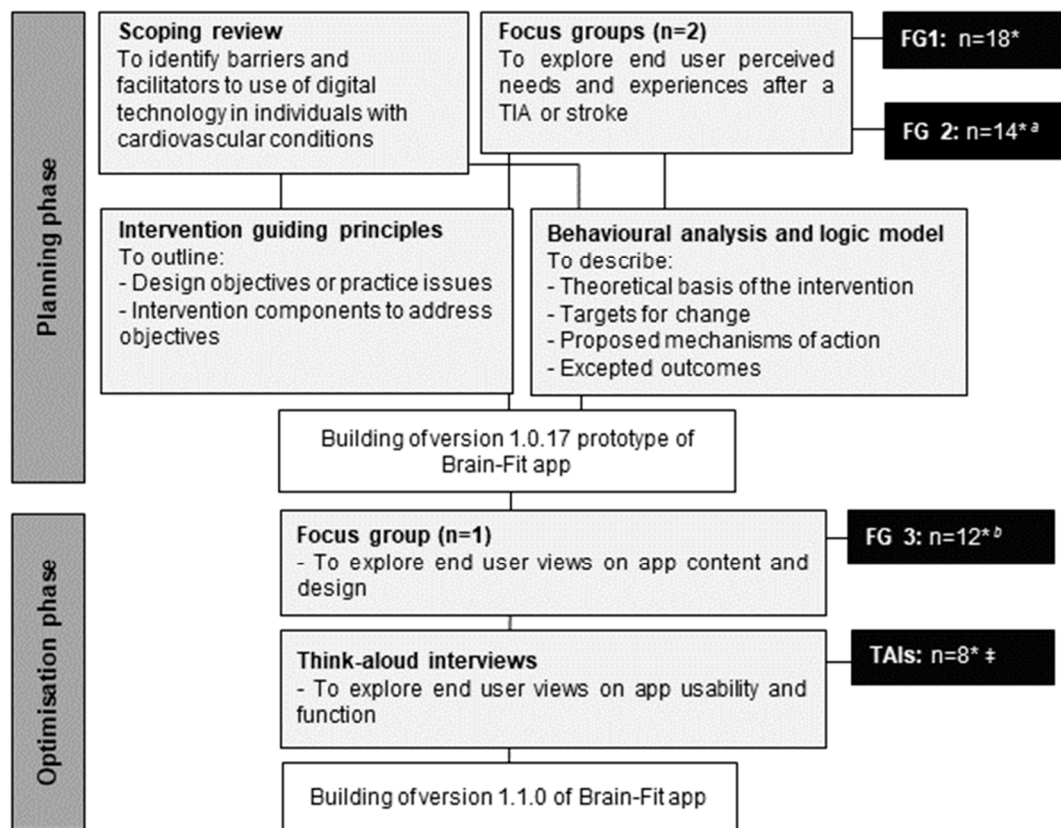 Planning phase
Scoping review
To identify barriers and
facilitators to use of digital
technology in individuals with
cardiovascular conditions
Focus groups (n=2)
To explore end user perceived
needs and experiences after a
TIA or stroke
FG1: n=18*
FG 2: n=14*ᵃ
Intervention guiding principles
To outline:
- Design objectives or practice issues
- Intervention components to address
objectives
Behavioural analysis and logic model
To describe:
- Theoretical basis of the intervention
- Targets for change
- Proposed mechanisms of action
- Excepted outcomes
Building of version 1.0.17 prototype of
Brain-Fit app
Optimisation phase
Focus group (n=1)
- To explore end user views on app content and
design
FG 3: n=12*ᵇ
Think-aloud interviews
- To explore end user views on app usability and
function
TAIs: n=8* ‡
Building of version 1.1.0 of Brain-Fit app